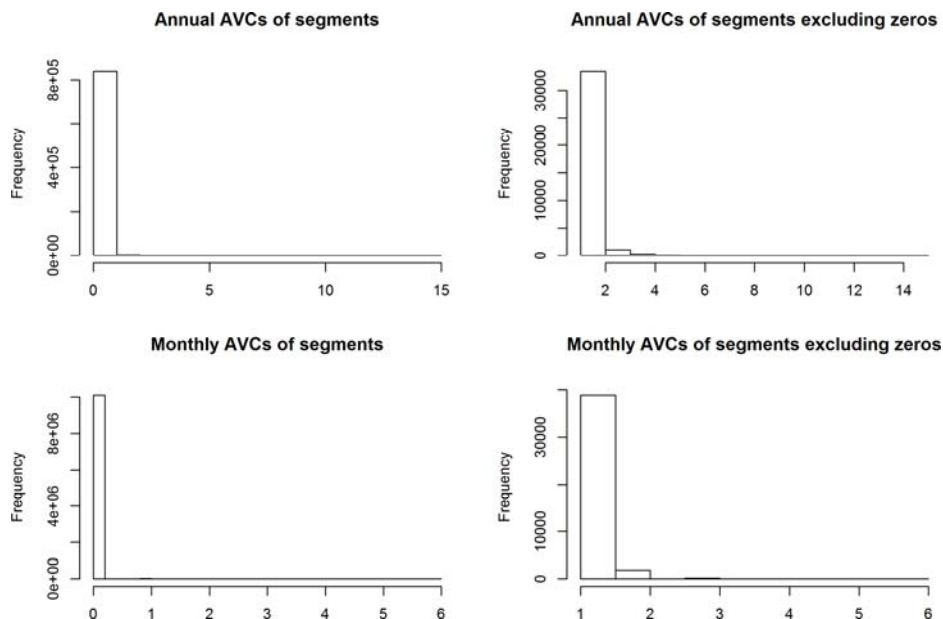 Annual AVCs of segments
Frequency
8e+05
4e+05
0e+00
0 5 10 15
Annual AVCs of segments excluding zeros
Frequency
30000
20000
10000
0
2 4 6 8 10 12 14
Monthly AVCs of segments
Frequency
8e+06
4e+06
0e+00
0 1 2 3 4 5 6
Monthly AVCs of segments excluding zeros
Frequency
30000
10000
0
1 2 3 4 5 6